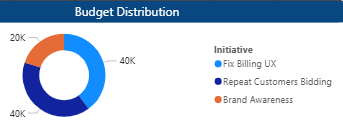 Budget Distribution
20K
40K
40K
Initiative
Fix Billing UX
Repeat Customers Bidding
Brand Awareness